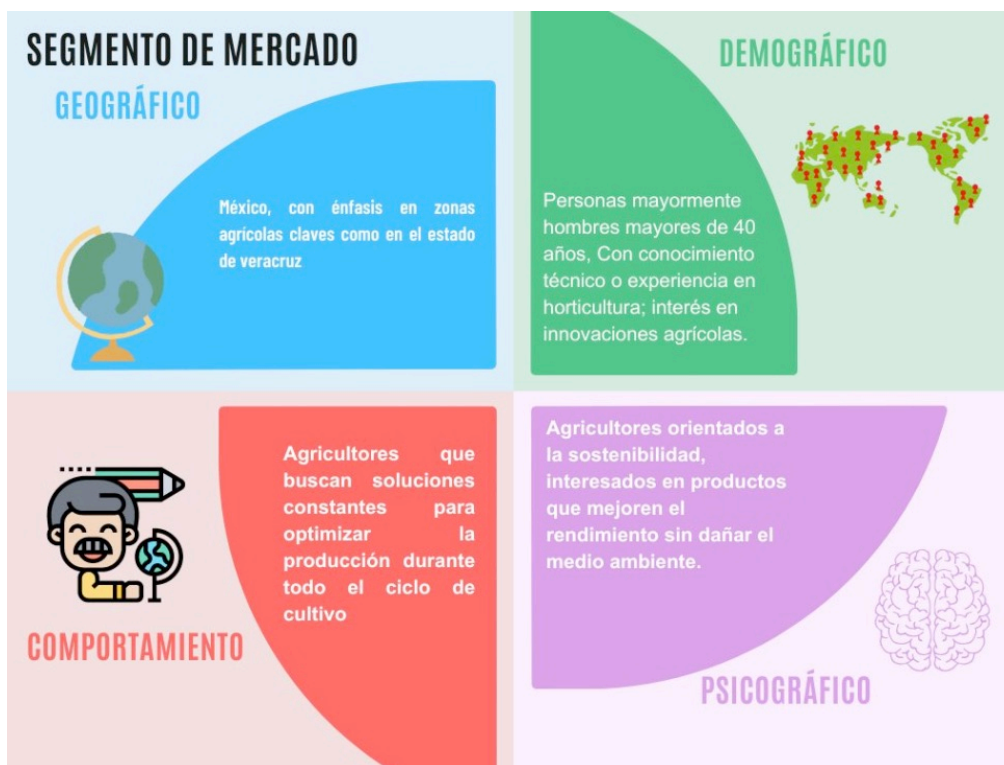 SEGMENTO DE MERCADO
GEOGRÁFICO
México, con énfasis en zonas
agrícolas claves como en el estado
de veracruz
DEMOGRÁFICO
Personas mayormente
hombres mayores de 40
años, Con conocimiento
técnico o experiencia en
horticultura; interés en
innovaciones agrícolas.
Agricultores que
buscan soluciones
constantes para
optimizar la
producción durante
todo el ciclo de
cultivo
COMPORTAMIENTO
Agricultores orientados a
la sostenibilidad,
interesados en productos
que mejoren el
rendimiento sin dañar el
medio ambiente.
PSICOGRÁFICO